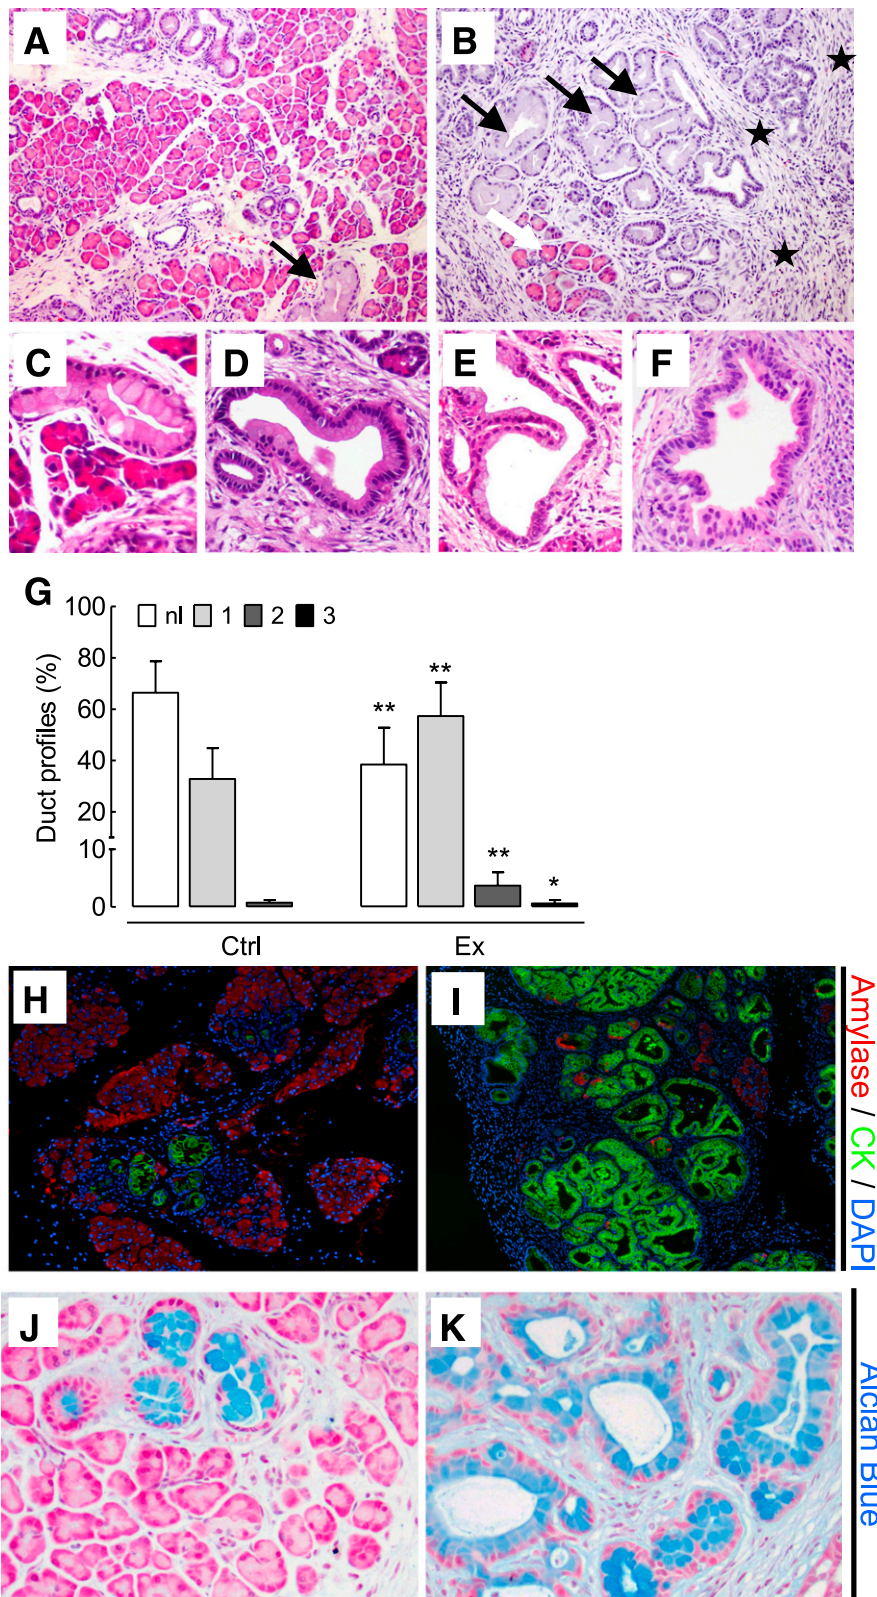 A
B
C
D
E
F
G
100
80
60
40
20
10
0
Duct profiles (%)
nl 1 2 3
** **
** *
Ctrl Ex
H
I
Amylase / CK / DAPI
J
K
Alcian Blue